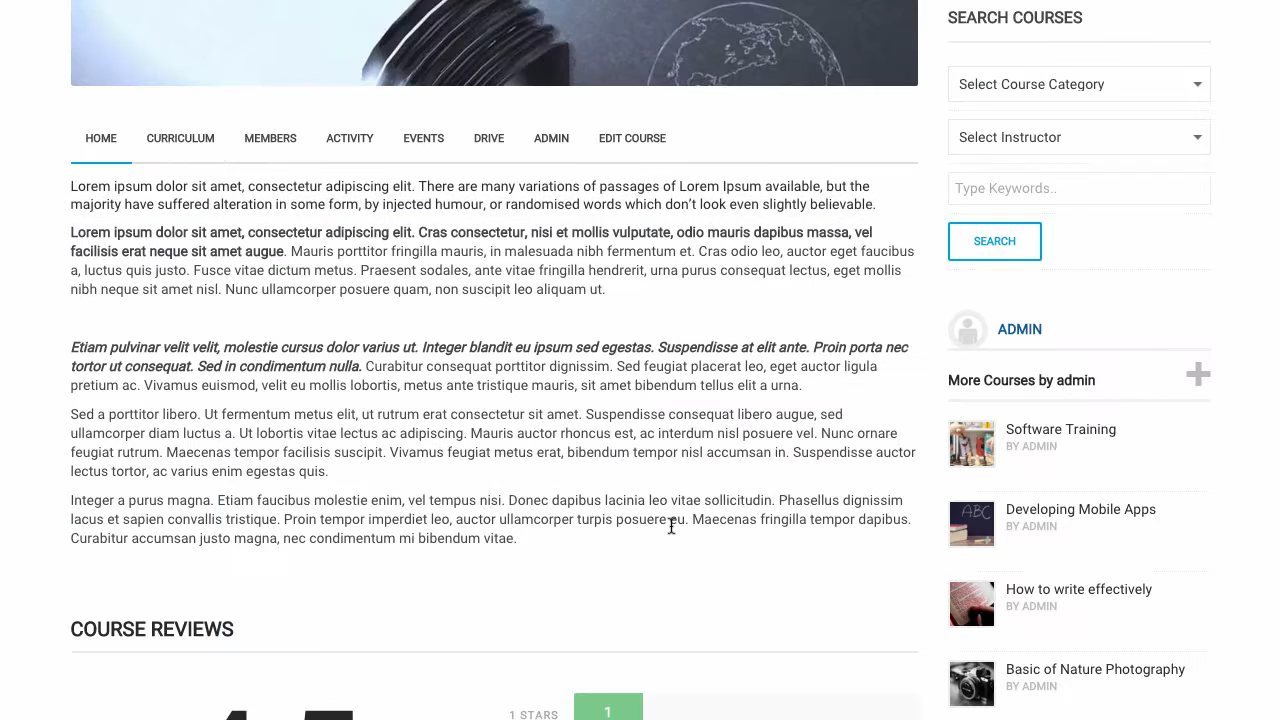 HOME CURRICULUM MEMBERS ACTIVITY EVENTS DRIVE ADMIN EDIT COURSE
Lorem ipsum dolor sit amet, consectetur adipiscing elit. There are many variations of passages of Lorem Ipsum available, but the
majority have suffered alteration in some form, by injected humour, or randomised words which don’t look even slightly believable.
Lorem ipsum dolor sit amet, consectetur adipiscing elit. Cras consectetur, nisi et mollis vulputate, odio mauris dapibus massa, vel
facilisis erat neque sit amet augue. Mauris porttitor fringilla mauris, in malesuada nibh fermentum et. Cras odio leo, auctor eget faucibus
a, luctus quis justo. Fusce vitae dictum metus. Praesent sodales, ante vitae fringilla hendrerit, urna purus consequat lectus, eget mollis
nibh neque sit amet nisl. Nunc ullamcorper posuere quam, non suscipit leo aliquam ut.
Etiam pulvinar velit velit, molestie cursus dolor varius ut. Integer blandit eu ipsum sed egestas. Suspendisse at elit ante. Proin porta nec
tortor ut consequat. Sed in condimentum nulla. Curabitur consequat porttitor dignissim. Sed feugiat placerat leo, eget auctor ligula
pretium ac. Vivamus euismod, velit eu mollis lobortis, metus ante tristique mauris, sit amet bibendum tellus elit a urna.
Sed a porttitor libero. Ut fermentum metus elit, ut rutrum erat consectetur sit amet. Suspendisse consequat libero augue, sed
ullamcorper diam luctus a. Ut lobortis vitae lectus ac adipiscing. Mauris auctor rhoncus est, ac interdum nisl posuere vel. Nunc ornare
feugiat rutrum. Maecenas tempor facilisis suscipit. Vivamus feugiat metus erat, bibendum tempor nisl accumsan in. Suspendisse auctor
lectus tortor, ac varius enim egestas quis.
Integer a purus magna. Etiam faucibus molestie enim, vel tempus nisi. Donec dapibus lacinia leo vitae sollicitudin. Phasellus dignissim
lacus et sapien convallis tristique. Proin tempor imperdiet leo, auctor ullamcorper turpis posuere eu. Maecenas fringilla tempor dapibus.
Curabitur accumsan justo magna, nec condimentum mi bibendum vitae.
COURSE REVIEWS
1 STARS 1
SEARCH COURSES
Select Course Category
Select Instructor
Type Keywords..
SEARCH
ADMIN
More Courses by admin
Software Training
BY ADMIN
ABC
Developing Mobile Apps
BY ADMIN
How to write effectively
BY ADMIN
Basic of Nature Photography
BY ADMIN